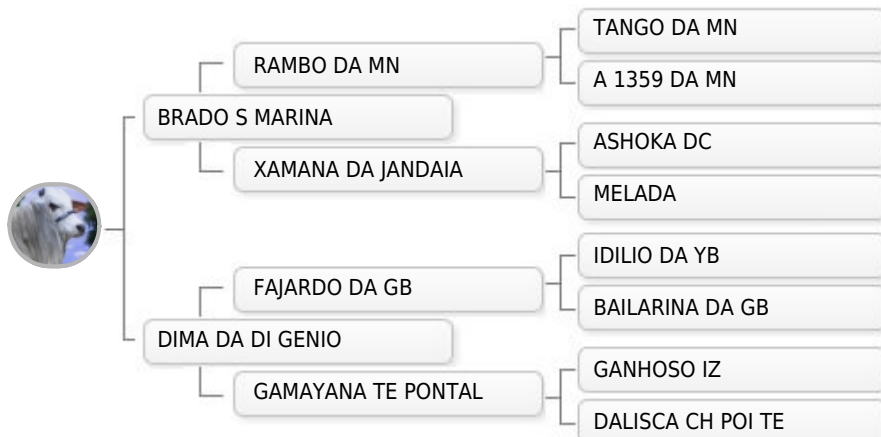 TANGO DA MN
RAMBO DA MN
A 1359 DA MN
BRADO S MARINA
ASHOKA DC
XAMANA DA JANDAIA
MELADA
IDILIO DA YB
FAJARDO DA GB
BAILARINA DA GB
DIMA DA DI GENIO
GANHOSO IZ
GAMAYANA TE PONTAL
DALISCA CH POI TE